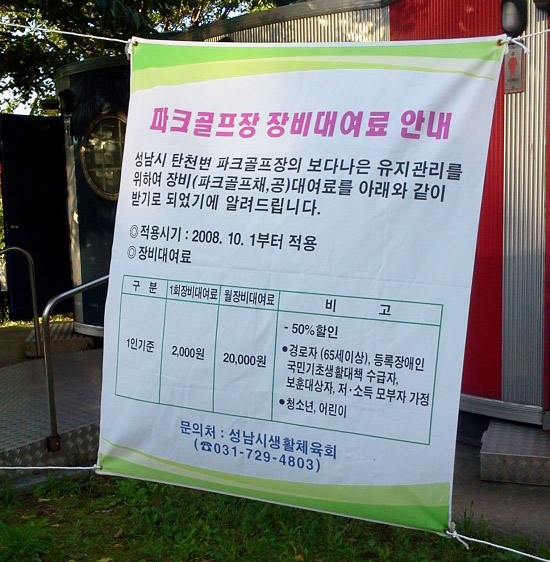 파크골프장 장비대여료 안내
성남시 탄천변 파크골프장의 보다나은 유지관리를
위하여 장비(파크골프채,공)대여료를 아래와 같이
받기로 되었기에 알려드립니다.
◎적용시기 : 2008. 10. 1부터 적용
◎장비대여료
구 분 1회장비대여료 월장비대여료 비 고
1인기준 2,000원 20,000원
- 50%할인
●경로자 (65세이상), 등록장애인
국민기초생활대책 수급자,
보훈대상자, 저·소득 모부자 가정
●청소년, 어린이
문의처 : 성남시생활체육회
(☎031-729-4803)